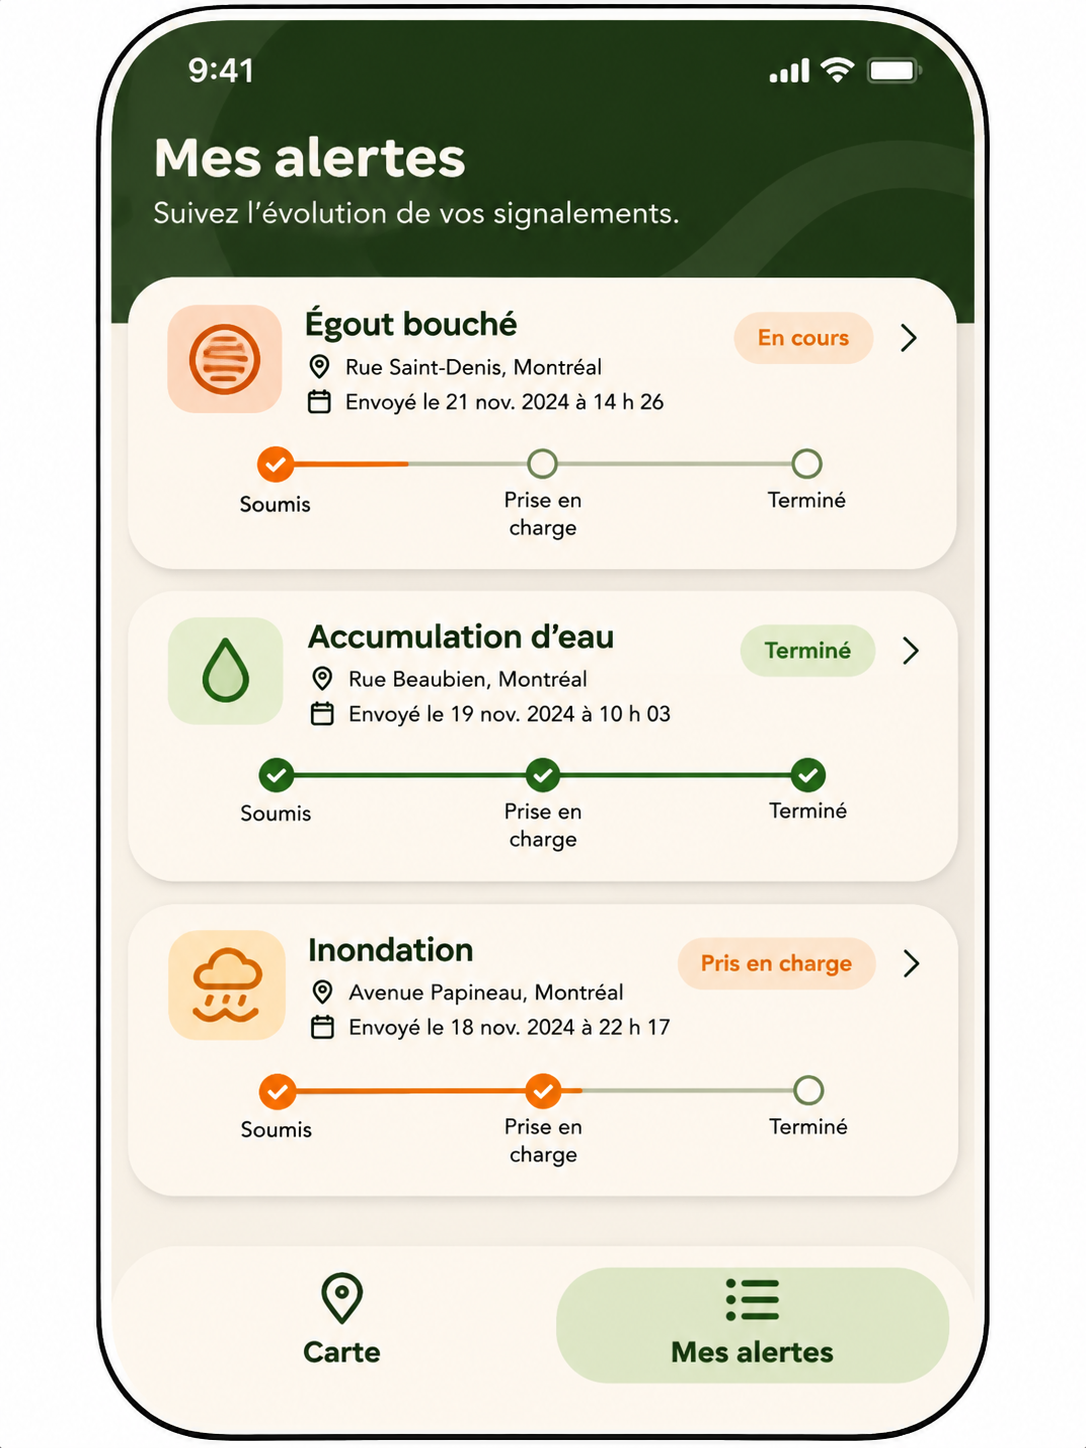 9:41
Mes alertes
Suivez l’évolution de vos signalements.
Égout bouché
En cours
Rue Saint-Denis, Montréal
Envoyé le 21 nov. 2024 à 14 h 26
Soumis
Prise en
charge
Terminé
Accumulation d’eau
Terminé
Rue Beaubien, Montréal
Envoyé le 19 nov. 2024 à 10 h 03
Soumis
Prise en
charge
Terminé
Inondation
Pris en charge
Avenue Papineau, Montréal
Envoyé le 18 nov. 2024 à 22 h 17
Soumis
Prise en
charge
Terminé
Carte
Mes alertes